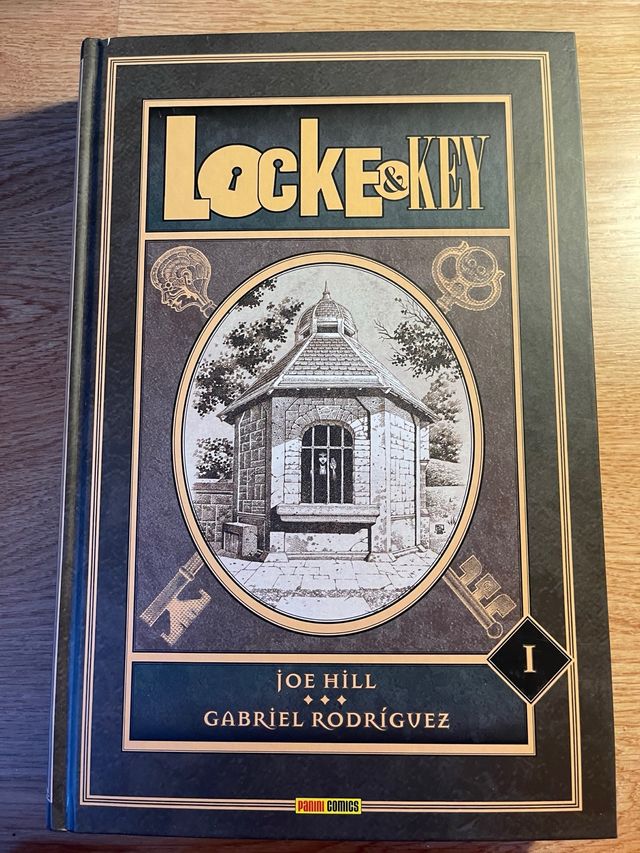 LOCKE & KEY
I
JOE HILL
GABRIEL RODRÍGUEZ
PANINI COMICS